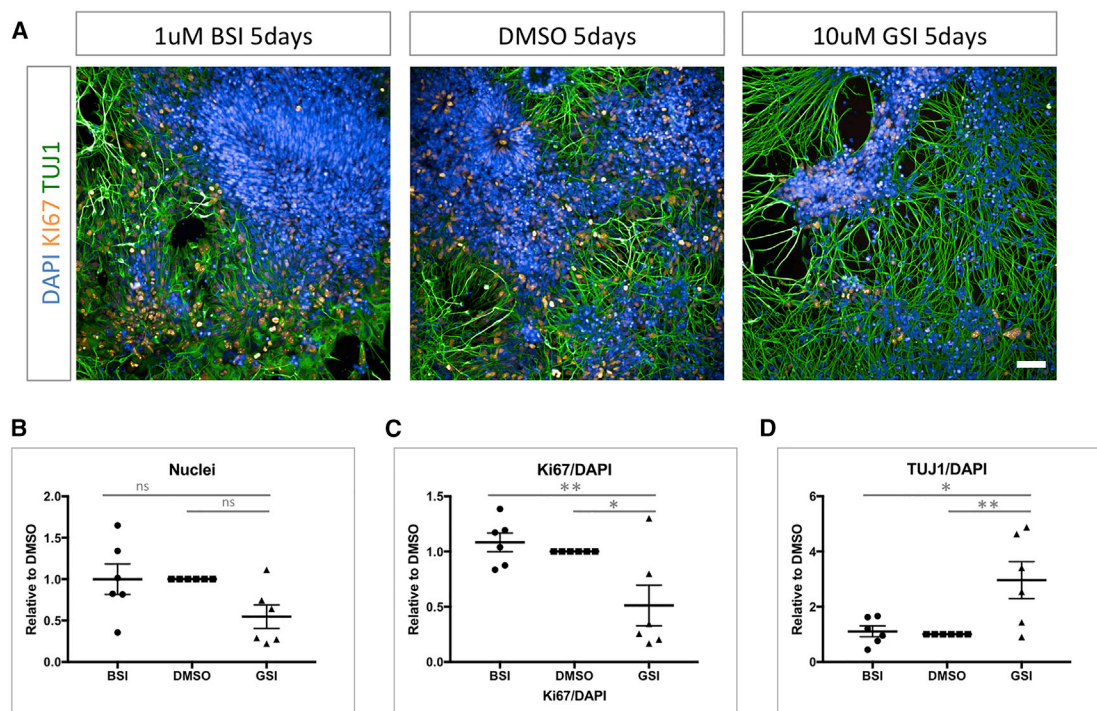 A
1uM BSI 5days
DMSO 5days
10uM GSI 5days
DAPI KI67 TUJ1
B
Nuclei
ns
ns
2.0
1.5
1.0
0.5
0.0
Relative to DMSO
BSI
DMSO
GSI
C
Ki67/DAPI
**
*
1.5
1.0
0.5
0.0
Relative to DMSO
BSI
DMSO
GSI
Ki67/DAPI
D
TUJ1/DAPI
*
**
6
4
2
0
Relative to DMSO
BSI
DMSO
GSI